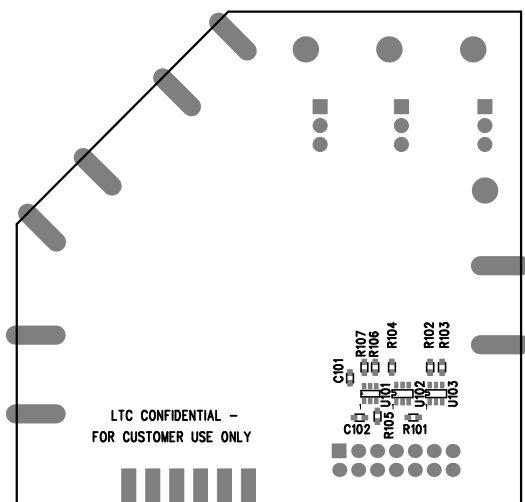 R107
R106
R104
R102
R103
C101
U101
U102
U103
C102
R105
R101
LTC CONFIDENTIAL –
FOR CUSTOMER USE ONLY